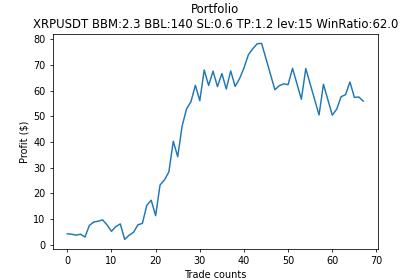 Portfolio
XRPUSDT BBM:2.3 BBL:140 SL:0.6 TP:1.2 lev:15 WinRatio:62.0
80
70
60
50
40
30
20
10
0
Profit ($)
0 10 20 30 40 50 60 70
Trade counts